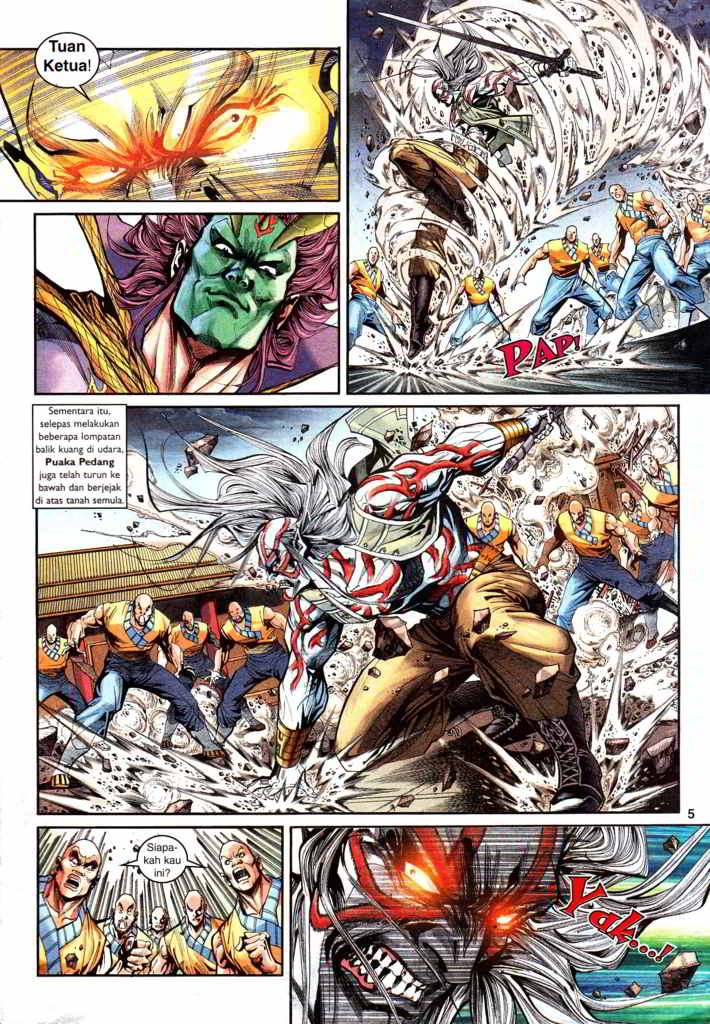 Tuan
Ketua!
PAP!
Sementara itu,
selepas melakukan
beberapa lompatan
balik kuang di udara,
Puaka Pedang
juga telah turun ke
bawah dan berjejak
di atas tanah semula.
5
Siapa-
kah kau
ini?
Yak...!